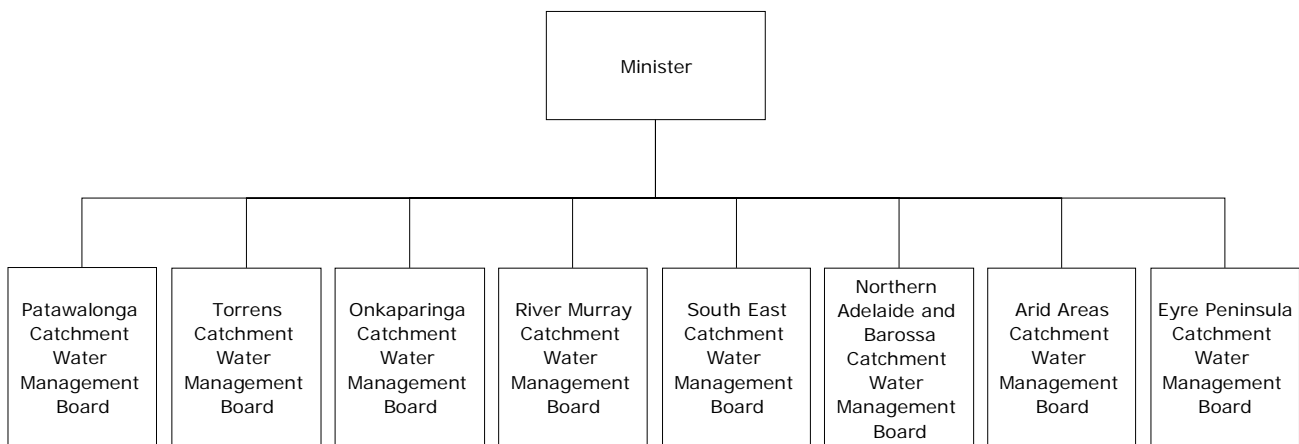 Minister
Patawalonga
Catchment
Water
Management
Board
Torrens
Catchment
Water
Management
Board
Onkaparinga
Catchment
Water
Management
Board
River Murray
Catchment
Water
Management
Board
South East
Catchment
Water
Management
Board
Northern
Adelaide and
Barossa
Catchment
Water
Management
Board
Arid Areas
Catchment
Water
Management
Board
Eyre Peninsula
Catchment
Water
Management
Board